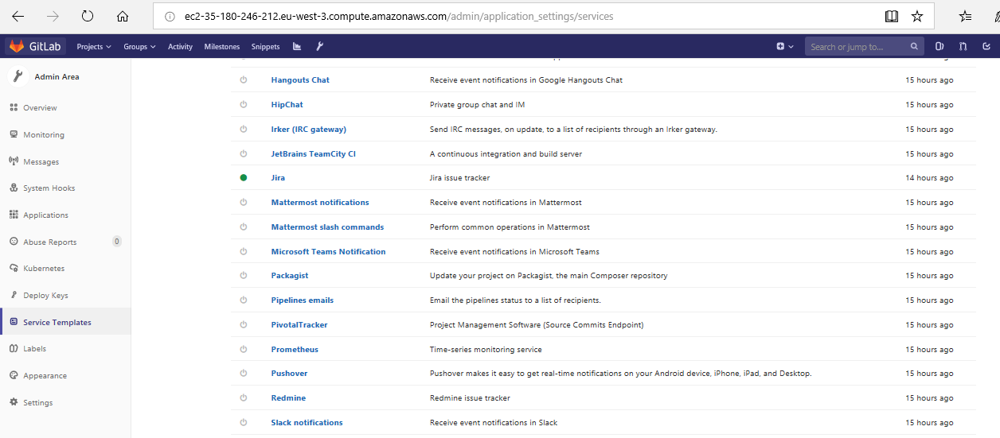 ec2-35-180-246-212.eu-west-3.compute.amazonaws.com/admin/application_settings/services
GitLab Projects Groups Activity Milestones Snippets Search or jump to...
Admin Area
Overview
Monitoring
Messages
System Hooks
Applications
Abuse Reports 0
Kubernetes
Deploy Keys
Service Templates
Labels
Appearance
Settings
Hangouts Chat Receive event notifications in Google Hangouts Chat 15 hours ago
HipChat Private group chat and IM 15 hours ago
Irker (IRC gateway) Send IRC messages, on update, to a list of recipients through an Irker gateway. 15 hours ago
JetBrains TeamCity CI A continuous integration and build server 15 hours ago
Jira Jira issue tracker 14 hours ago
Mattermost notifications Receive event notifications in Mattermost 15 hours ago
Mattermost slash commands Perform common operations in Mattermost 15 hours ago
Microsoft Teams Notification Receive event notifications in Microsoft Teams 15 hours ago
Packagist Update your project on Packagist, the main Composer repository 15 hours ago
Pipelines emails Email the pipelines status to a list of recipients. 15 hours ago
PivotalTracker Project Management Software (Source Commits Endpoint) 15 hours ago
Prometheus Time-series monitoring service 15 hours ago
Pushover Pushover makes it easy to get real-time notifications on your Android device, iPhone, iPad, and Desktop. 15 hours ago
Redmine Redmine issue tracker 15 hours ago
Slack notifications Receive event notifications in Slack 15 hours ago